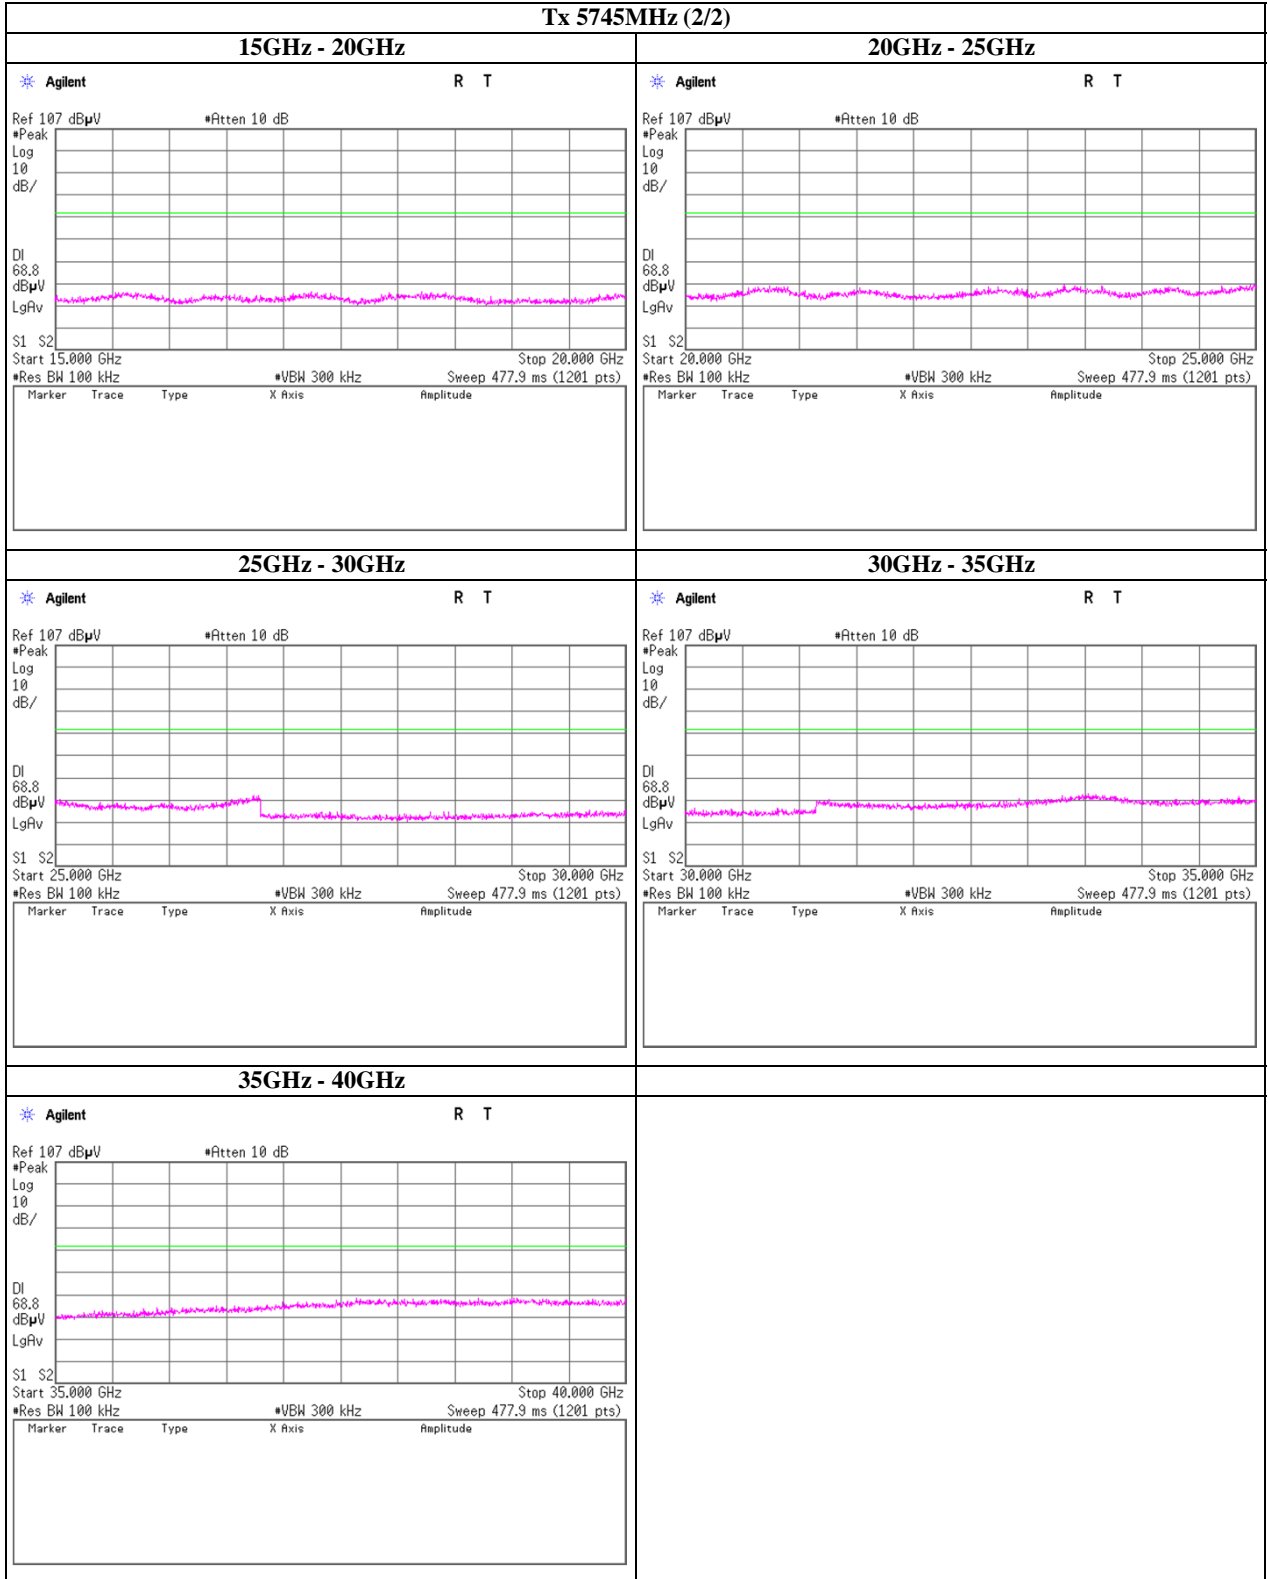 Tx 5745MHz (2/2)
15GHz - 20GHz
Agilent R T
Ref 107 dBµV #Atten 10 dB
#Peak
Log
10
dB/
DI
68.8
dBµV
LgAv
S1 S2
Start 15.000 GHz Stop 20.000 GHz
#Res BW 100 kHz #VBW 300 kHz Sweep 477.9 ms (1201 pts)
Marker Trace Type X Axis Amplitude
20GHz - 25GHz
Agilent R T
Ref 107 dBµV #Atten 10 dB
#Peak
Log
10
dB/
DI
68.8
dBµV
LgAv
S1 S2
Start 20.000 GHz Stop 25.000 GHz
#Res BW 100 kHz #VBW 300 kHz Sweep 477.9 ms (1201 pts)
Marker Trace Type X Axis Amplitude
25GHz - 30GHz
Agilent R T
Ref 107 dBµV #Atten 10 dB
#Peak
Log
10
dB/
DI
68.8
dBµV
LgAv
S1 S2
Start 25.000 GHz Stop 30.000 GHz
#Res BW 100 kHz #VBW 300 kHz Sweep 477.9 ms (1201 pts)
Marker Trace Type X Axis Amplitude
30GHz - 35GHz
Agilent R T
Ref 107 dBµV #Atten 10 dB
#Peak
Log
10
dB/
DI
68.8
dBµV
LgAv
S1 S2
Start 30.000 GHz Stop 35.000 GHz
#Res BW 100 kHz #VBW 300 kHz Sweep 477.9 ms (1201 pts)
Marker Trace Type X Axis Amplitude
35GHz - 40GHz
Agilent R T
Ref 107 dBµV #Atten 10 dB
#Peak
Log
10
dB/
DI
68.8
dBµV
LgAv
S1 S2
Start 35.000 GHz Stop 40.000 GHz
#Res BW 100 kHz #VBW 300 kHz Sweep 477.9 ms (1201 pts)
Marker Trace Type X Axis Amplitude